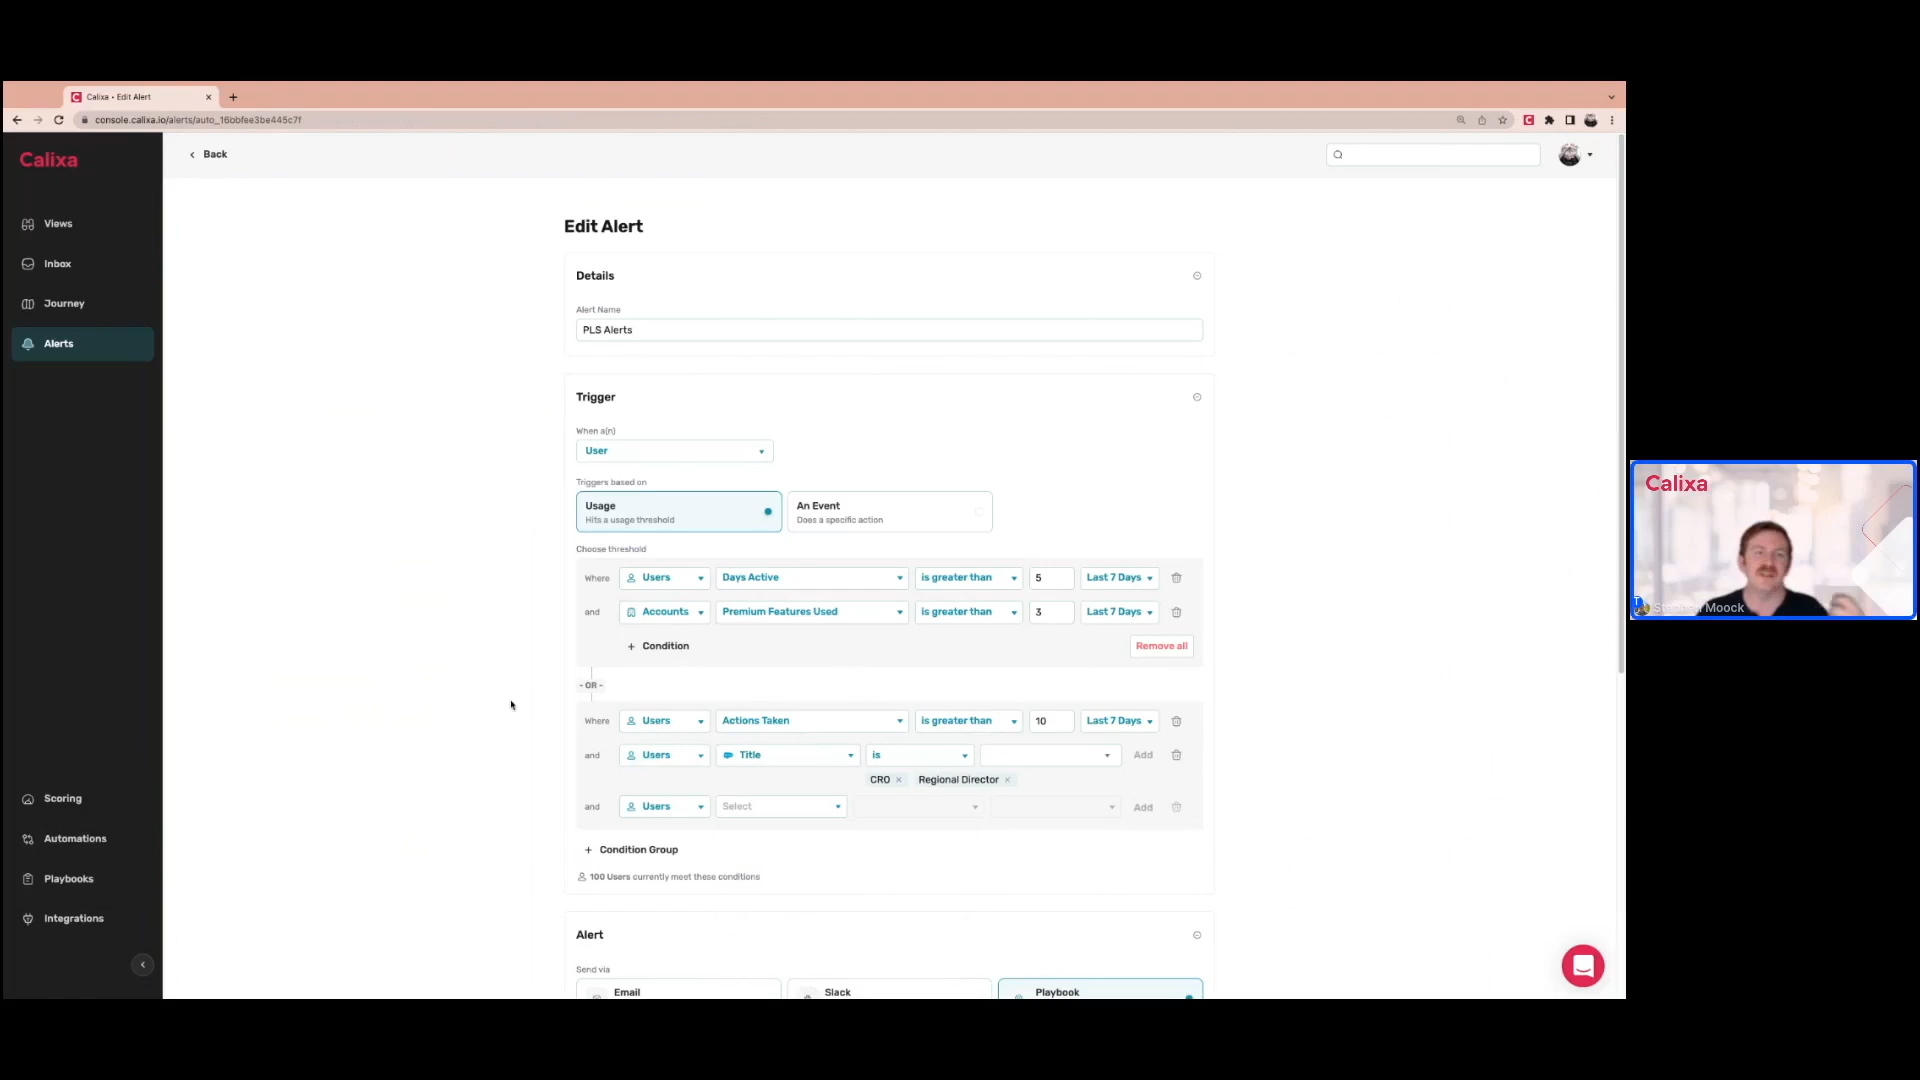 Calixa • Edit Alert
console.calixa.io/alerts/auto_16bbfee3be445c7f
Calixa
Back
Views
Inbox
Journey
Alerts
Scoring
Automations
Playbooks
Integrations
Edit Alert
Details
Alert Name
PLS Alerts
Trigger
When a(n)
User
Triggers based on
Usage
Hits a usage threshold
An Event
Does a specific action
Choose threshold
Where Users Days Active is greater than 5 Last 7 Days
and Accounts Premium Features Used is greater than 3 Last 7 Days
+ Condition Remove all
- OR -
Where Users Actions Taken is greater than 10 Last 7 Days
and Users Title is Add
CRO × Regional Director ×
and Users Select Add
+ Condition Group
100 Users currently meet these conditions
Alert
Send via
Email Slack Playbook
Calixa
Moock